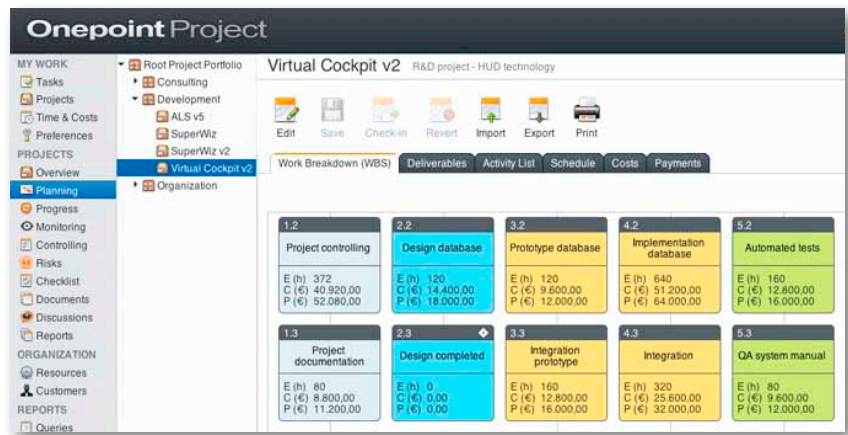 Onepoint Project
MY WORK
Tasks
Projects
Time & Costs
Preferences
PROJECTS
Overview
Planning
Progress
Monitoring
Controlling
Risks
Checklist
Documents
Discussions
Reports
ORGANIZATION
Resources
Customers
REPORTS
Queries
Root Project Portfolio
Consulting
Development
ALS v5
SuperWiz
SuperWiz v2
Virtual Cockpit v2
Organization
Virtual Cockpit v2 R&D project - HUD technology
Edit Save Check-in Revert Import Export Print
Work Breakdown (WBS) Deliverables Activity List Schedule Costs Payments
1.2
Project controlling
E (h) 372
C (€) 40.920,00
P (€) 52.080,00
2.2
Design database
E (h) 120
C (€) 14.400,00
P (€) 18.000,00
3.2
Prototype database
E (h) 120
C (€) 9.600,00
P (€) 12.000,00
4.2
Implementation
database
E (h) 640
C (€) 51.200,00
P (€) 64.000,00
5.2
Automated tests
E (h) 160
C (€) 12.800,00
P (€) 16.000,00
1.3
Project
documentation
E (h) 80
C (€) 8.800,00
P (€) 11.200,00
2.3
Design completed
E (h) 0
C (€) 0,00
P (€) 0,00
3.3
Integration
prototype
E (h) 160
C (€) 12.800,00
P (€) 16.000,00
4.3
Integration
E (h) 320
C (€) 25.600,00
P (€) 32.000,00
5.3
QA system manual
E (h) 80
C (€) 9.600,00
P (€) 12.000,00